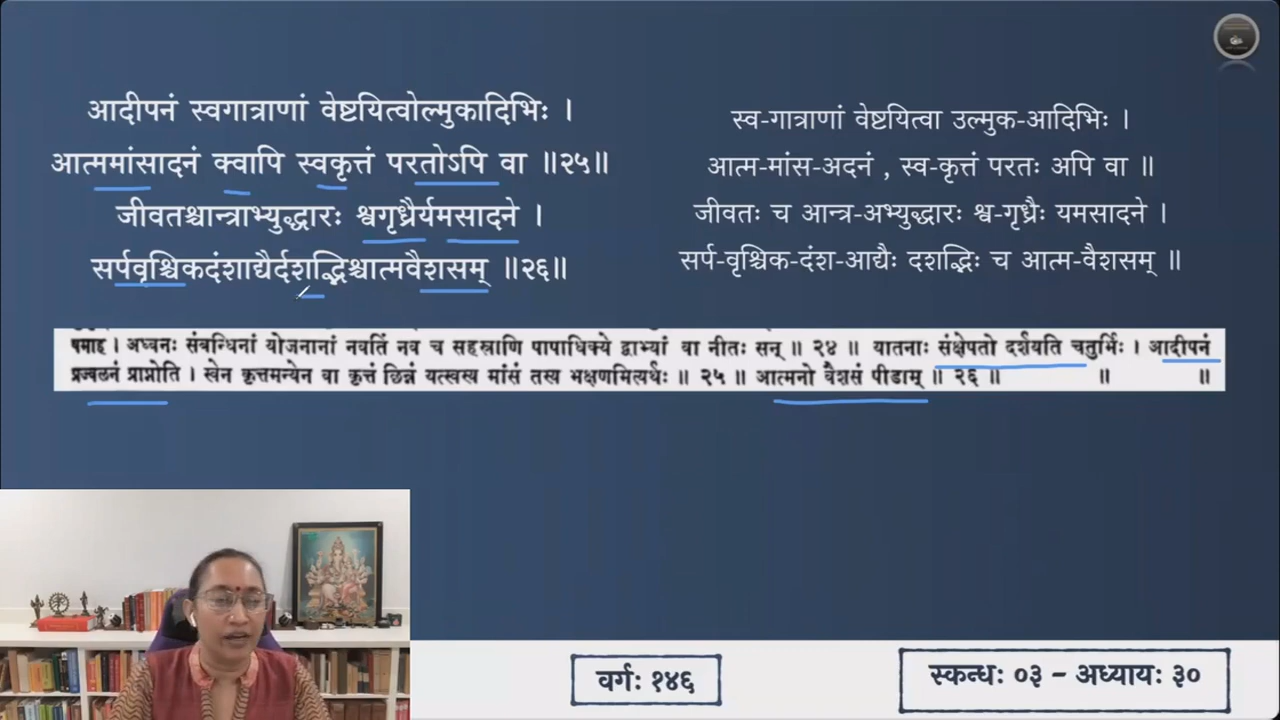 आदीपनं स्वगात्राणां वेष्टयित्वोल्मुकादिभिः ।
आत्ममांसादनं क्वापि स्वकृत्तं परतोऽपि वा ॥२५॥
जीवतश्चान्त्राभ्युद्धारः श्वगृध्रैर्यमसादने ।
सर्पवृश्चिकदंशाद्यैर्दशद्भिश्चात्मवैशसम् ॥२६॥
स्व-गात्राणां वेष्टयित्वा उल्मुक-आदिभिः ।
आत्म-मांस-अदनं , स्व-कृत्तं परतः अपि वा ॥
जीवतः च आन्त्र-अभ्युद्धारः श्व-गृध्रैः यमसादने ।
सर्प-वृश्चिक-दंश-आद्यैः दशद्भिः च आत्म-वैशसम् ॥
षमाह । अध्वनः संबन्धिनां योजनानां नवतिं नव च सहस्राणि पापाधिक्ये द्वाभ्यां वा नीतः सन् ॥ २४ ॥ यातनाः संक्षेपतो दर्शयति चतुर्भिः । आदीपनं
प्रज्वलनं प्राप्नोति । स्वेन कृत्तमन्येन वा कृत्तं छिन्नं यत्स्वस्य मांसं तस्य भक्षणमित्यर्थः ॥ २५ ॥ आत्मनो वैशसं पीडाम् ॥ २६ ॥ ॥ ॥
वर्गः १४६
स्कन्धः ०३ – अध्यायः ३०